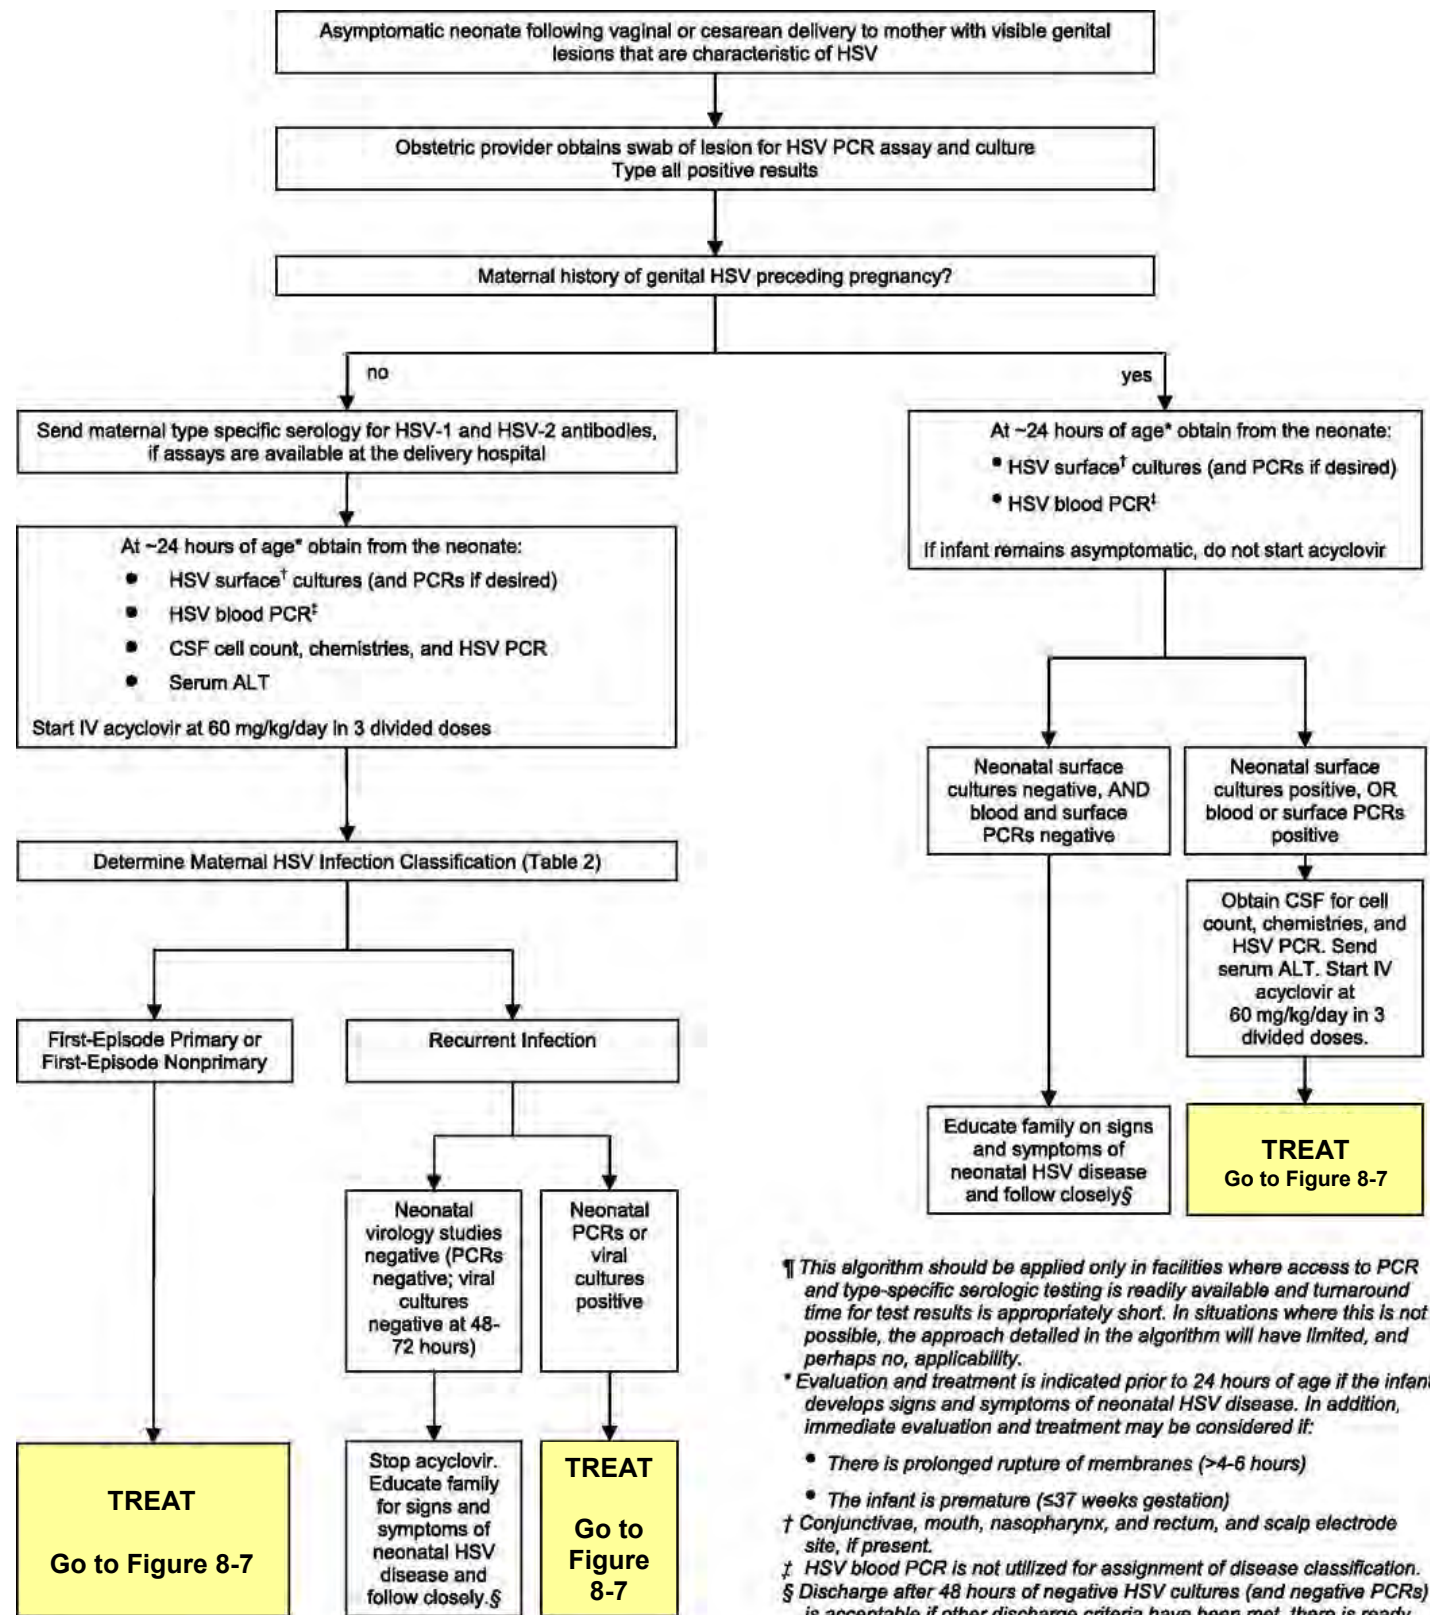 Asymptomatic neonate following vaginal or cesarean delivery to mother with visible genital
lesions that are characteristic of HSV
Obstetric provider obtains swab of lesion for HSV PCR assay and culture
Type all positive results
Maternal history of genital HSV preceding pregnancy?
no
Send maternal type specific serology for HSV-1 and HSV-2 antibodies,
if assays are available at the delivery hospital
At ~24 hours of age* obtain from the neonate:
• HSV surface† cultures (and PCRs if desired)
• HSV blood PCR‡
• CSF cell count, chemistries, and HSV PCR
• Serum ALT
Start IV acyclovir at 60 mg/kg/day in 3 divided doses
Determine Maternal HSV Infection Classification (Table 2)
First-Episode Primary or
First-Episode Nonprimary
TREAT
Go to Figure 8-7
Recurrent Infection
Neonatal
virology studies
negative (PCRs
negative; viral
cultures
negative at 48-
72 hours)
Stop acyclovir.
Educate family
for signs and
symptoms of
neonatal HSV
disease and
follow closely.§
Neonatal
PCRs or
viral
cultures
positive
TREAT
Go to
Figure
8-7
yes
At ~24 hours of age* obtain from the neonate:
• HSV surface† cultures (and PCRs if desired)
• HSV blood PCR‡
If infant remains asymptomatic, do not start acyclovir
Neonatal surface
cultures negative, AND
blood and surface
PCRs negative
Educate family on signs
and symptoms of
neonatal HSV disease
and follow closely§
Neonatal surface
cultures positive, OR
blood or surface PCRs
positive
Obtain CSF for cell
count, chemistries, and
HSV PCR. Send
serum ALT. Start IV
acyclovir at
60 mg/kg/day in 3
divided doses.
TREAT
Go to Figure 8-7
¶ This algorithm should be applied only in facilities where access to PCR
and type-specific serologic testing is readily available and turnaround
time for test results is appropriately short. In situations where this is not
possible, the approach detailed in the algorithm will have limited, and
perhaps no, applicability.
* Evaluation and treatment is indicated prior to 24 hours of age if the infant
develops signs and symptoms of neonatal HSV disease. In addition,
immediate evaluation and treatment may be considered if:
• There is prolonged rupture of membranes (>4-6 hours)
• The infant is premature (≤37 weeks gestation)
† Conjunctivae, mouth, nasopharynx, and rectum, and scalp electrode
site, if present.
‡ HSV blood PCR is not utilized for assignment of disease classification.
§ Discharge after 48 hours of negative HSV cultures (and negative PCRs)
is acceptable if other discharge criteria have been met, there is ready